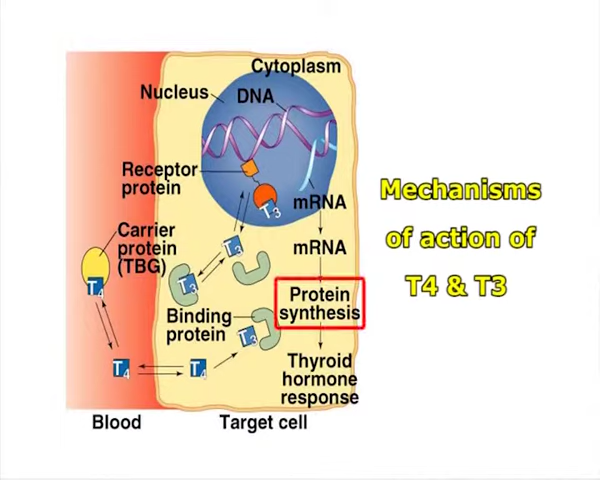 Cytoplasm
Nucleus
DNA
Receptor
protein
T3
mRNA
Carrier
protein
(TBG)
T3
mRNA
T4
T3
Protein
synthesis
Binding
protein
T3
T4
T4
Thyroid
hormone
response
Blood
Target cell
Mechanisms
of action of
T4 & T3